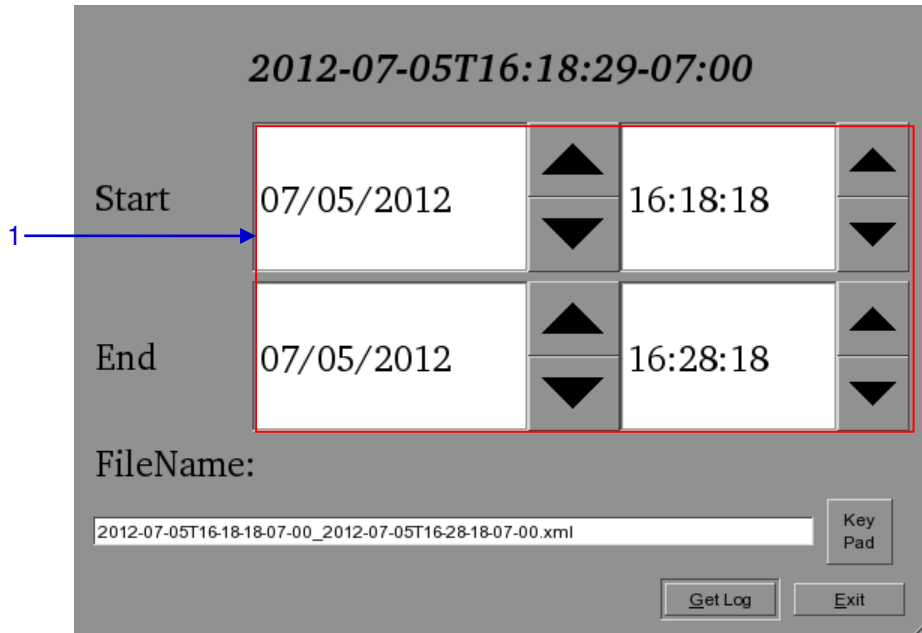 2012-07-05T16:18:29-07:00
Start 07/05/2012 16:18:18
1
End 07/05/2012 16:28:18
FileName:
2012-07-05T16-18-18-07-00_2012-07-05T16-28-18-07-00.xml
Key
Pad
Get Log Exit